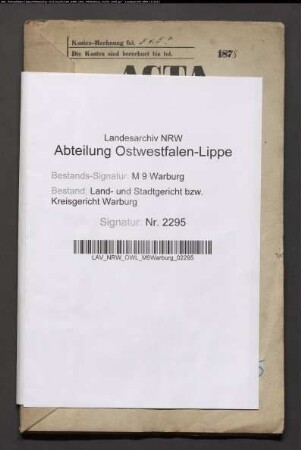 Kosten-Rechnung fol.
187
Die Kosten sind berechnet bis fol.
ACTA
Landesarchiv NRW
Abteilung Ostwestfalen-Lippe
Bestands-Signatur: M 9 Warburg
Bestand: Land- und Stadtgericht bzw.
Kreisgericht Warburg
Signatur: Nr. 2295
LAV_NRW_OWL_M9Warburg_02295